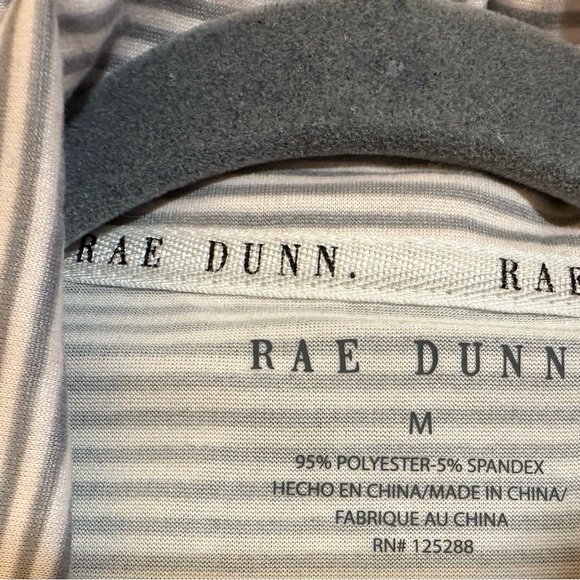 RAE DUNN. RAE
RAE DUNN
M
95% POLYESTER-5% SPANDEX
HECHO EN CHINA/MADE IN CHINA/
FABRIQUE AU CHINA
RN# 125288